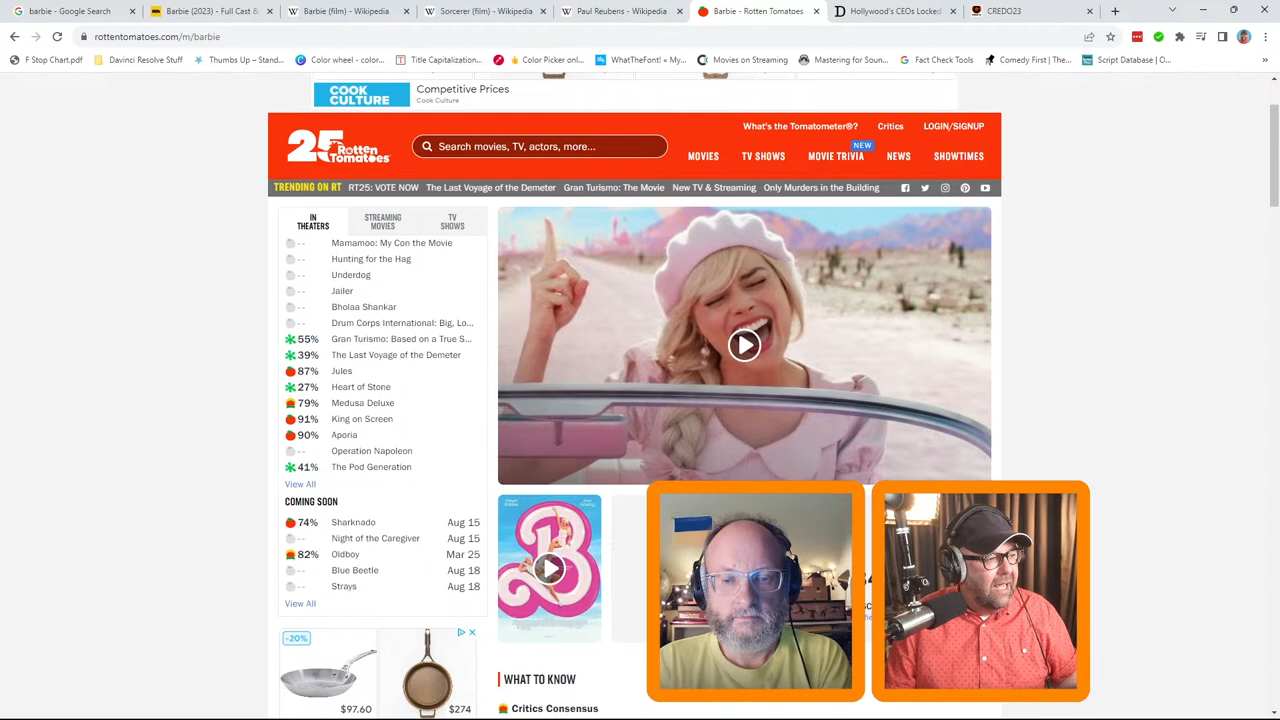 barbie - Google Search
Barbie (2023) - Full Cast &
Barbie (film) - Wikipedia
Sorcerer (film) - Wikipedia
Paul Reubens - Wikipedia
Barbie - Rotten Tomatoes
Hollywood's CEOs Locked
CREDO23
rottentomatoes.com/m/barbie
F Stop Chart.pdf
Davinci Resolve Stuff
Thumbs Up – Stand...
Color wheel - color...
Title Capitalization...
Color Picker onl...
WhatTheFont! « My...
Movies on Streaming
Mastering for Soun...
Fact Check Tools
Comedy First | The...
Script Database | O...
COOK CULTURE
Competitive Prices
Cook Culture
What's the Tomatometer®?
Critics
LOGIN/SIGNUP
25 Rotten Tomatoes
Search movies, TV, actors, more...
NEW
MOVIES
TV SHOWS
MOVIE TRIVIA
NEWS
SHOWTIMES
TRENDING ON RT
RT25: VOTE NOW
The Last Voyage of the Demeter
Gran Turismo: The Movie
New TV & Streaming
Only Murders in the Building
IN THEATERS
STREAMING MOVIES
TV SHOWS
-- Mamamoo: My Con the Movie
-- Hunting for the Hag
-- Underdog
-- Jailer
-- Bholaa Shankar
-- Drum Corps International: Big, Lo...
55% Gran Turismo: Based on a True S...
39% The Last Voyage of the Demeter
87% Jules
27% Heart of Stone
79% Medusa Deluxe
91% King on Screen
90% Aporia
-- Operation Napoleon
41% The Pod Generation
View All
COMING SOON
74% Sharknado Aug 15
-- Night of the Caregiver Aug 15
82% Oldboy Mar 25
-- Blue Beetle Aug 18
-- Strays Aug 18
View All
-20%
$97.60
$274
B
WHAT TO KNOW
Critics Consensus